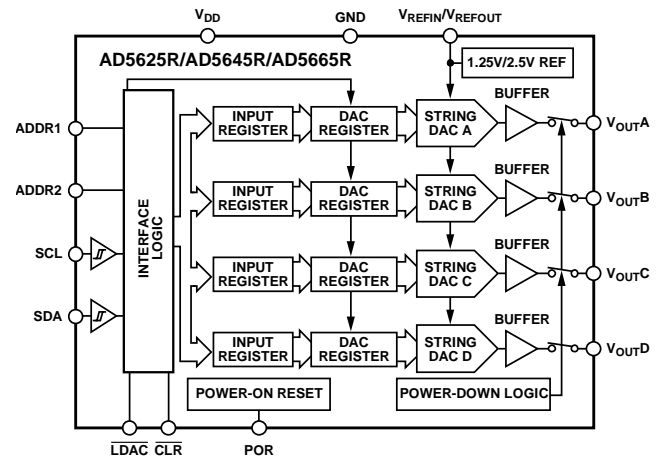 VDD
GND
VREFIN/VREFOUT
AD5625R/AD5645R/AD5665R
1.25V/2.5V REF
ADDR1
ADDR2
SCL
SDA
INTERFACE
LOGIC
INPUT
REGISTER
DAC
REGISTER
STRING
DAC A
BUFFER
VOUTA
INPUT
REGISTER
DAC
REGISTER
STRING
DAC B
BUFFER
VOUTB
INPUT
REGISTER
DAC
REGISTER
STRING
DAC C
BUFFER
VOUTC
INPUT
REGISTER
DAC
REGISTER
STRING
DAC D
BUFFER
VOUTD
POWER-ON RESET
POWER-DOWN LOGIC
LDAC
CLR
POR